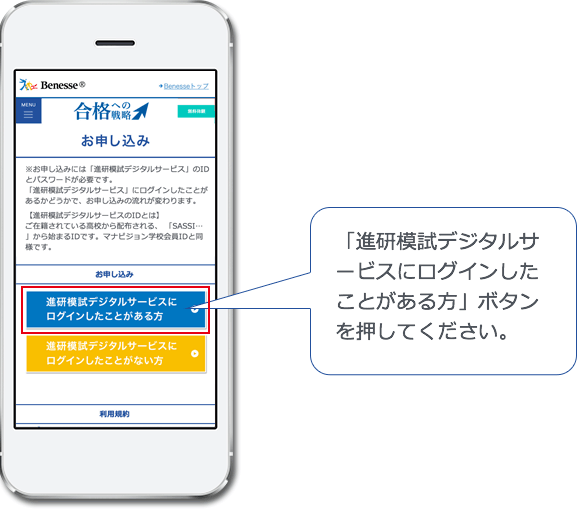 Benesse®
Benesseトップ
MENU
合格への戦略
お申し込み
※お申し込みには「進研模試デジタルサービス」のID
とパスワードが必要です。
「進研模試デジタルサービス」にログインしたことが
あるかどうかで、お申し込みの流れが変わります。
【進研模試デジタルサービスのIDとは】
ご在籍されている高校から配布される、「SASSI…
」から始まるIDです。マナビジョン学校会員IDと同
様です。
お申し込み
進研模試デジタルサービスに
ログインしたことがある方
進研模試デジタルサービスに
ログインしたことがない方
利用規約
「進研模試デジタルサ
ービスにログインした
ことがある方」ボタン
を押してください。